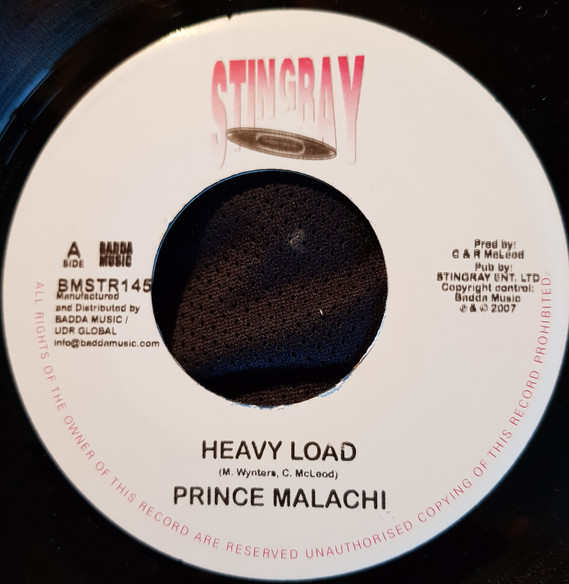 STINGRAY
A
SIDE
BADDA
MUSIC
BMSTR145
Manufactured
and Distributed by
BADDA MUSIC /
UDR GLOBAL
info@baddamusic.com
Prod by:
C & R McLeod
Pub by:
STINGRAY ENT. LTD
Copyright control:
Badda Music
℗ & © 2007
HEAVY LOAD
(M. Wynters, C. McLeod)
PRINCE MALACHI
ALL RIGHTS OF THE OWNER OF THIS RECORD ARE RESERVED UNAUTHORISED COPYING OF THIS RECORD PROHIBITED.